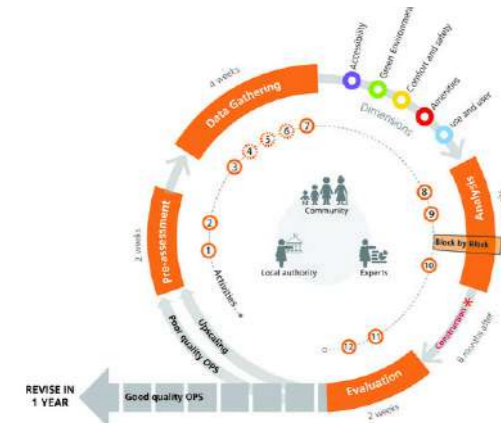 Accessibility
Green Environment
Comfort and safety
Amenities
use and user
Dimensions
4 weeks
Data Gathering
3
4
5
6
7
Analysis
8
9
Block by Block
10
Construction*
6 months after
11
12
Evaluation
2 weeks
Pre-assessment
2 weeks
2
1
Activities...
Community
Local authority
Experts
Upscaling
Poor quality OPS
Good quality OPS
REVISE IN
1 YEAR